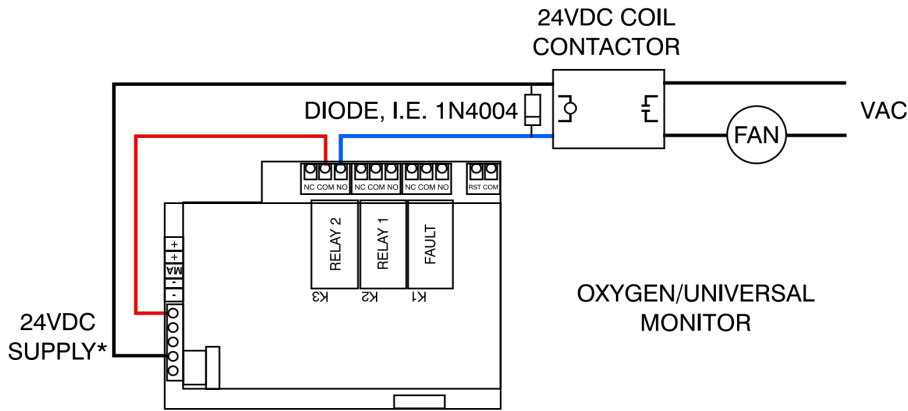 24VDC COIL
CONTACTOR
DIODE, I.E. 1N4004
VAC
FAN
NC COM NO NC COM NO NC COM NO RST COM
RELAY 2
RELAY 1
FAULT
K3
K2
K1
+
+
MA
-
-
24VDC
SUPPLY*
OXYGEN/UNIVERSAL
MONITOR